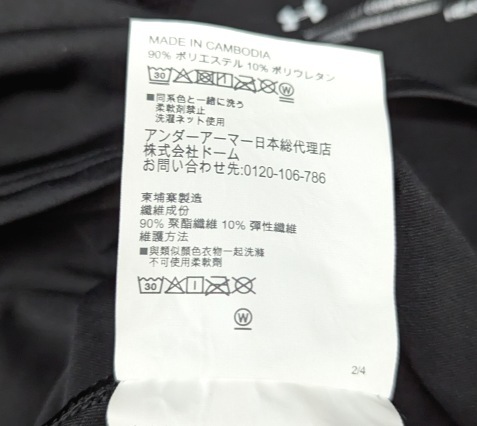 MADE IN CAMBODIA
90% ポリエステル 10% ポリウレタン
30 W
■同系色と一緒に洗う
柔軟剤禁止
洗濯ネット使用
アンダーアーマー日本総代理店
株式会社ドーム
お問い合わせ先:0120-106-786
柬埔寨製造
纖維成份
90% 聚酯纖維 10% 彈性纖維
維護方法
■與類似顏色衣物一起洗滌
不可使用柔軟劑
30
W
2/4